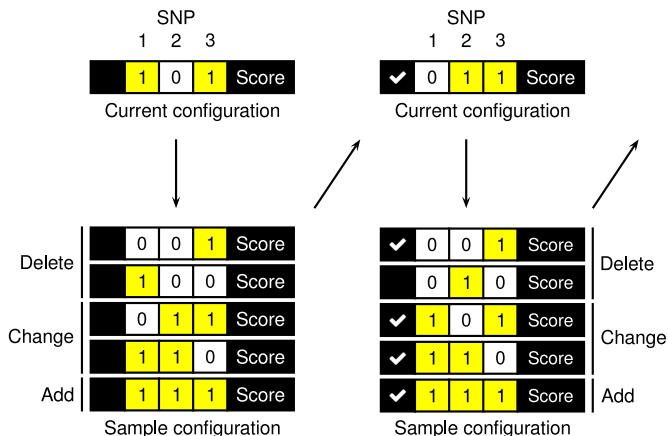 SNP
1 2 3
1 0 1 Score
Current configuration
Delete
0 0 1 Score
1 0 0 Score
Change
0 1 1 Score
1 1 0 Score
Add
1 1 1 Score
Sample configuration
SNP
1 2 3
✓ 0 1 1 Score
Current configuration
✓ 0 0 1 Score
0 1 0 Score
Delete
✓ 1 0 1 Score
✓ 1 1 0 Score
Change
✓ 1 1 1 Score
Add
Sample configuration